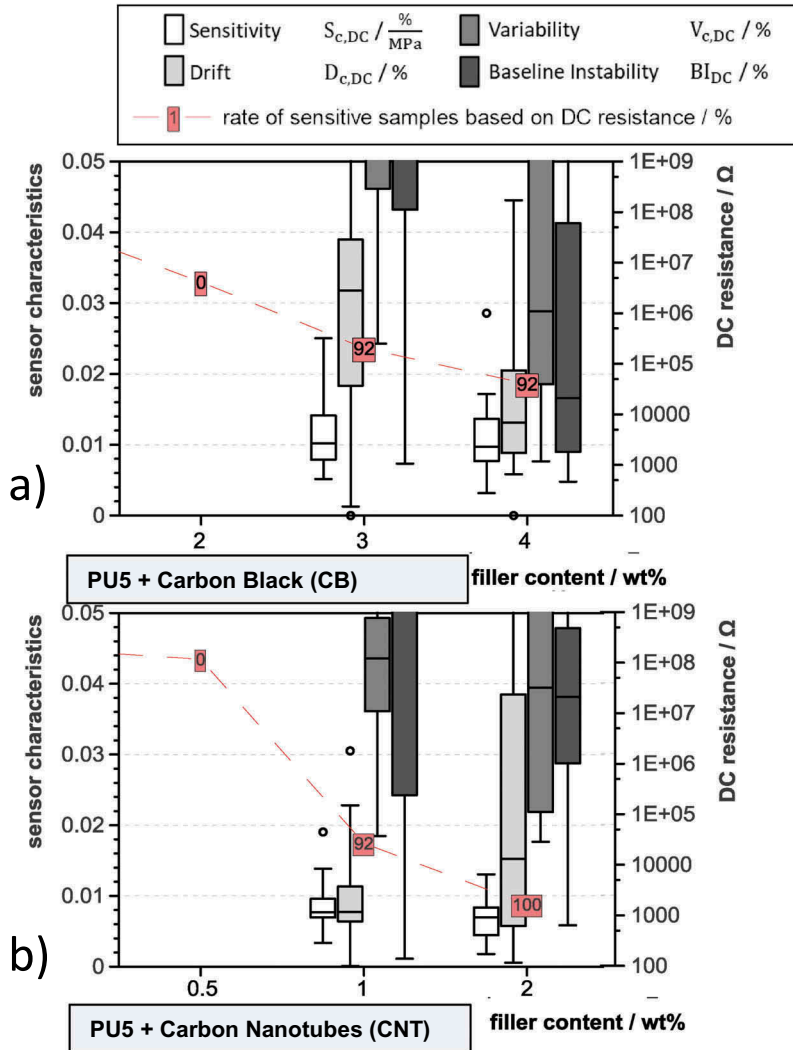 Sensitivity S_c,DC / %/MPa Variability V_c,DC / %
Drift D_c,DC / % Baseline Instability BI_DC / %
1 rate of sensitive samples based on DC resistance / %
a)
sensor characteristics
0.05
0.04
0.03
0.02
0.01
0
0
92
92
1E+09
1E+08
1E+07
1E+06
1E+05
10000
1000
100
DC resistance / Ω
2 3 4
PU5 + Carbon Black (CB) filler content / wt%
b)
sensor characteristics
0.05
0.04
0.03
0.02
0.01
0
0
92
100
1E+09
1E+08
1E+07
1E+06
1E+05
10000
1000
100
DC resistance / Ω
0.5 1 2
PU5 + Carbon Nanotubes (CNT) filler content / wt%